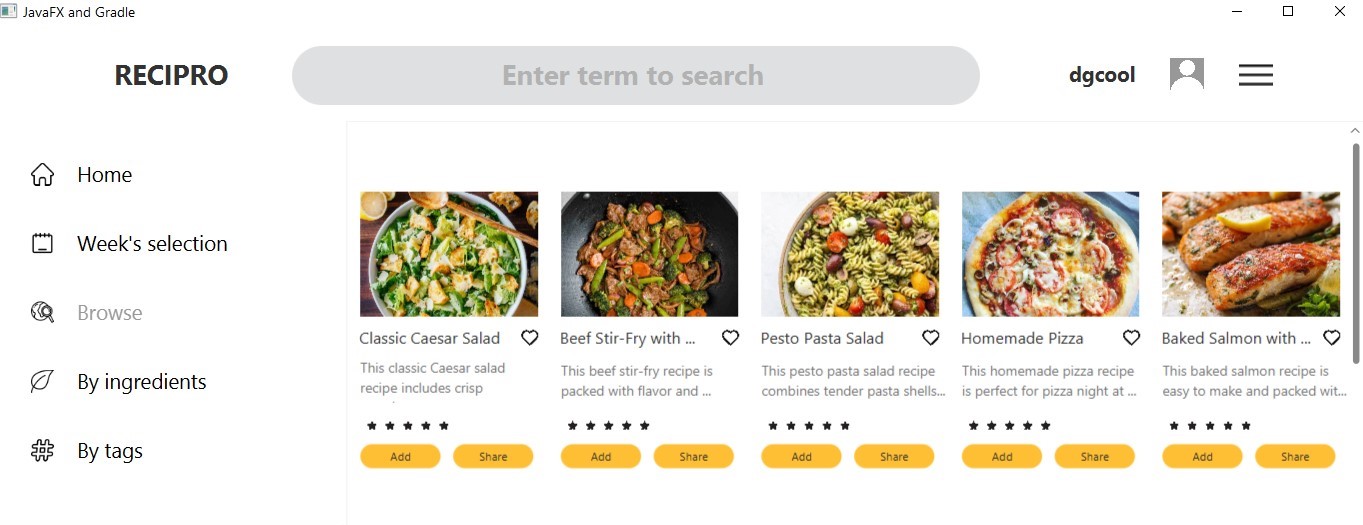 JavaFX and Gradle
RECIPRO
Enter term to search
dgcool
Home
Week's selection
Browse
By ingredients
By tags
Classic Caesar Salad
This classic Caesar salad
recipe includes crisp
Add Share
Beef Stir-Fry with ...
This beef stir-fry recipe is
packed with flavor and ...
Add Share
Pesto Pasta Salad
This pesto pasta salad recipe
combines tender pasta shells...
Add Share
Homemade Pizza
This homemade pizza recipe
is perfect for pizza night at ...
Add Share
Baked Salmon with ...
This baked salmon recipe is
easy to make and packed wit...
Add Share